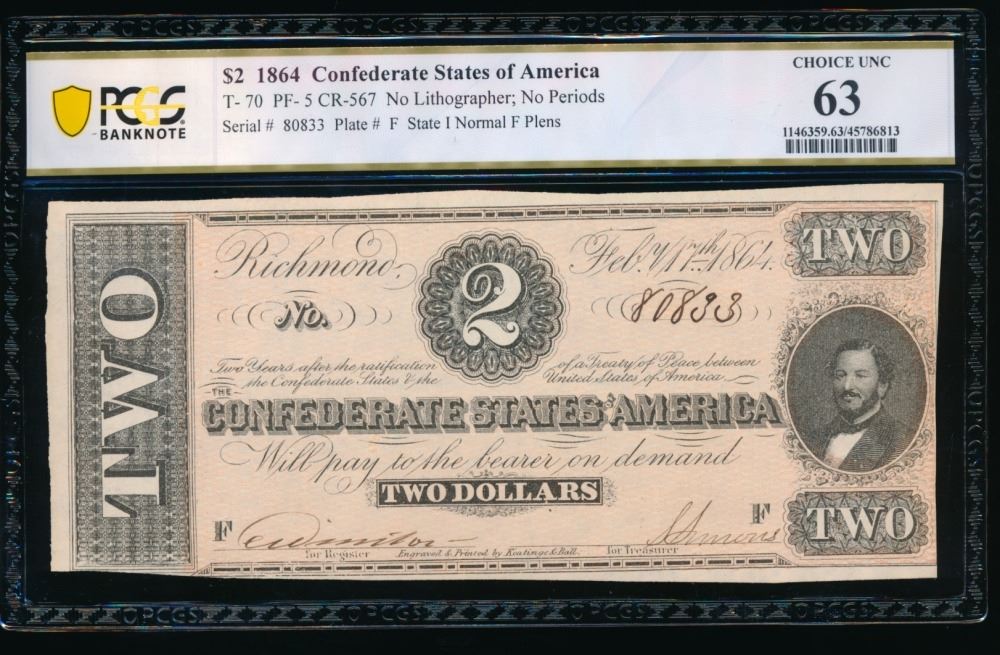 $2 1864 Confederate States of America
T- 70 PF- 5 CR-567 No Lithographer; No Periods
Serial # 80833 Plate # F State I Normal F Plens
PCGS
BANKNOTE
CHOICE UNC
63
1146359.63/45786813
Richmond,
2
Feb.y 17th 1864.
TWO
TWO
No.
80833
Two Years after the ratification
of a Treaty of Peace between
the Confederate States & the
United States of America
THE
CONFEDERATE STATES OF AMERICA
Will pay to the bearer on demand
TWO DOLLARS
F
F
for Register
Engraved & Printed by Keatinge & Ball.
for Treasurer
TWO